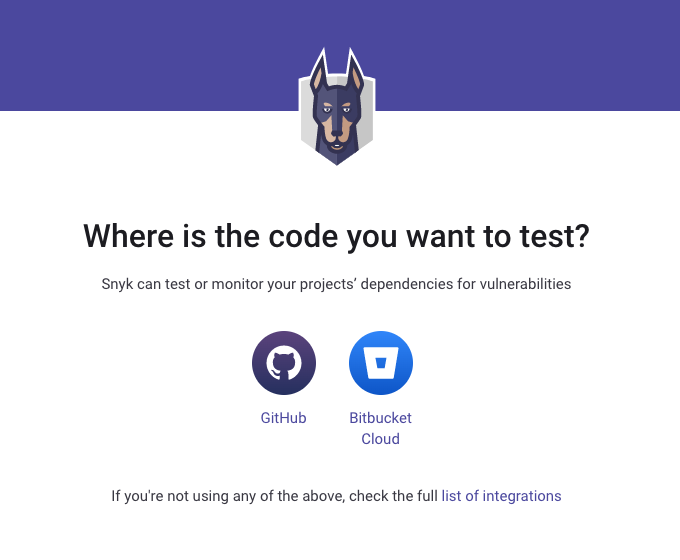 Where is the code you want to test?
Snyk can test or monitor your projects’ dependencies for vulnerabilities
GitHub
Bitbucket
Cloud
If you're not using any of the above, check the full list of integrations